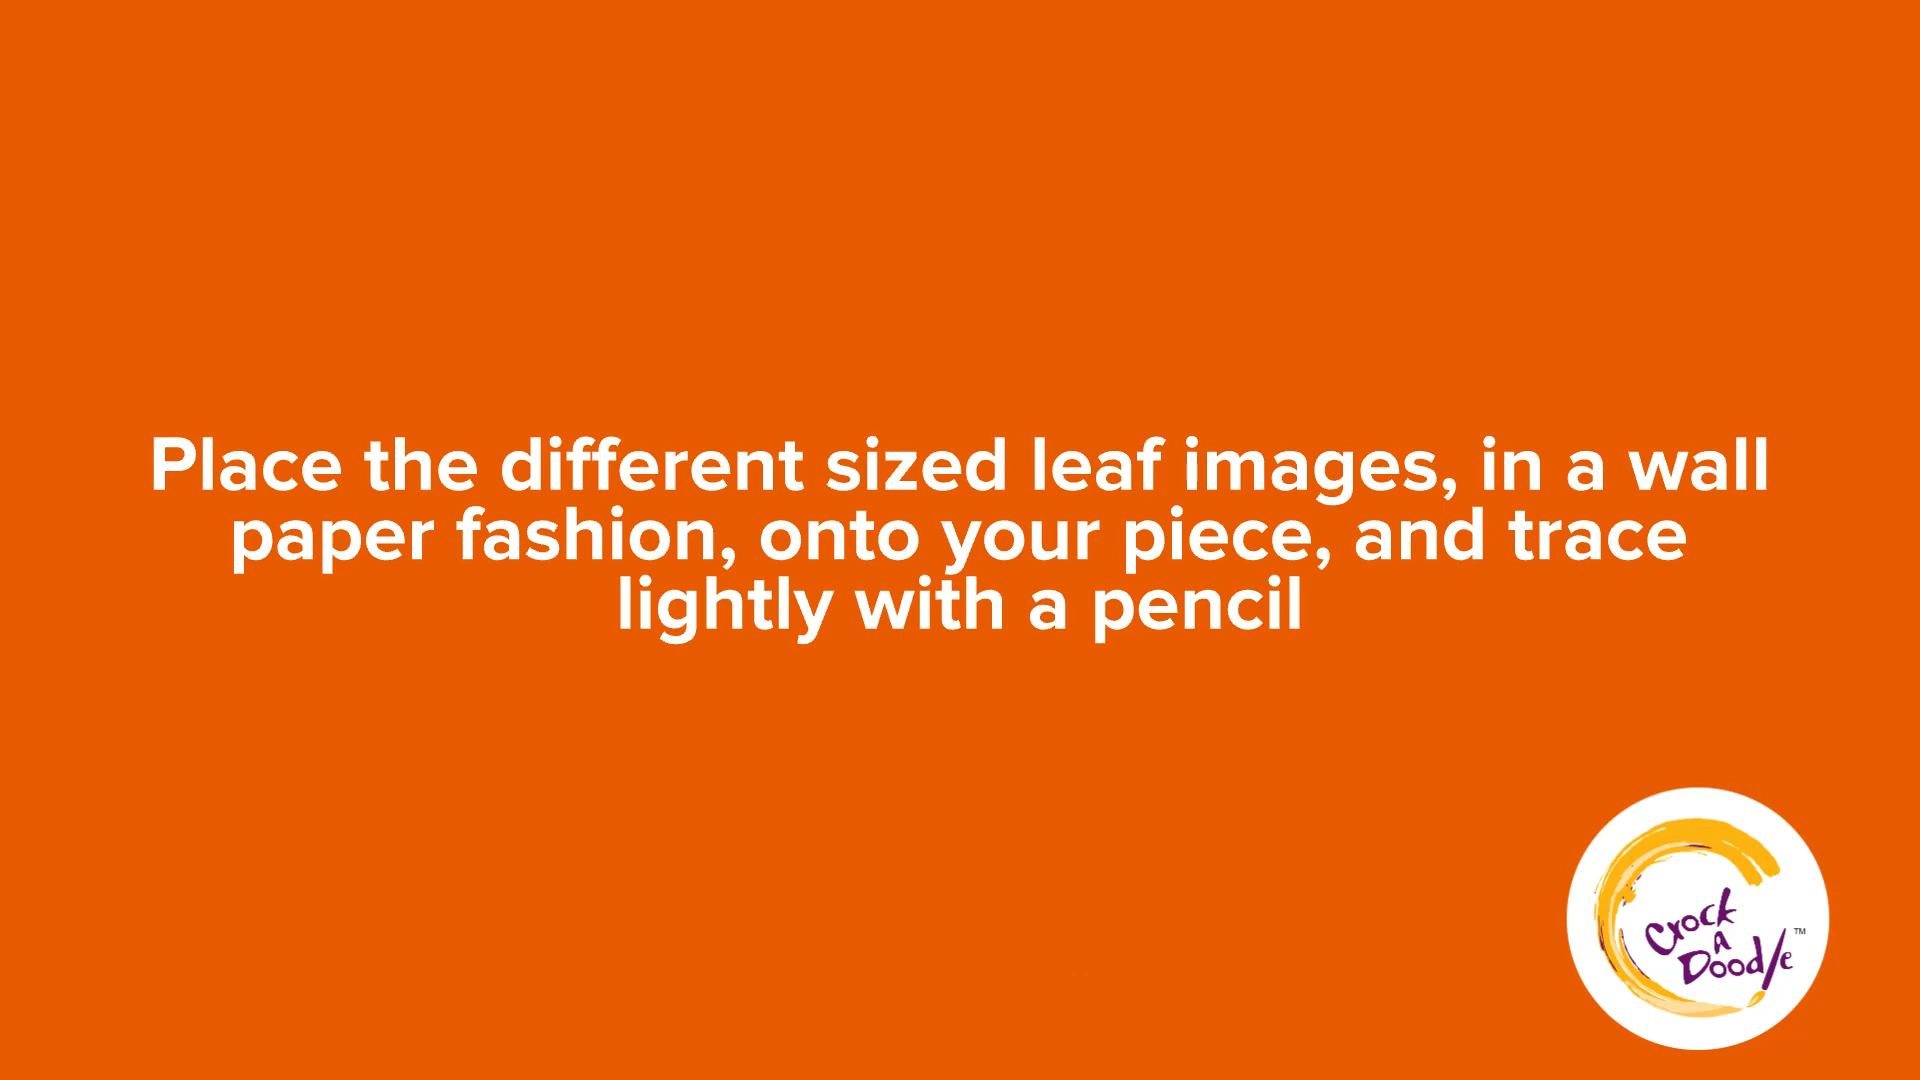 Place the different sized leaf images, in a wall
paper fashion, onto your piece, and trace
lightly with a pencil
Crock
a
Doodle
TM